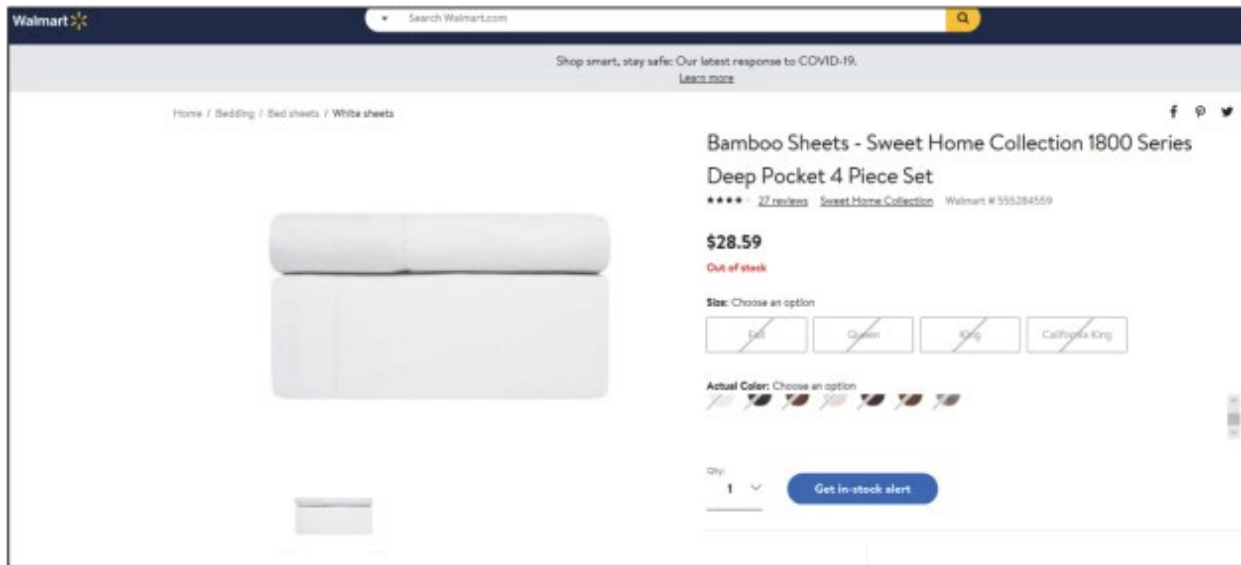 Walmart
Search Walmart.com
Shop smart, stay safe: Our latest response to COVID-19.
Learn more
Home / Bedding / Bed sheets / White sheets
Bamboo Sheets - Sweet Home Collection 1800 Series
Deep Pocket 4 Piece Set
27 reviews Sweet Home Collection Walmart # 555284559
$28.59
Out of stock
Size: Choose an option
Full Queen King California King
Actual Color: Choose an option
Qty:
1 Get in-stock alert